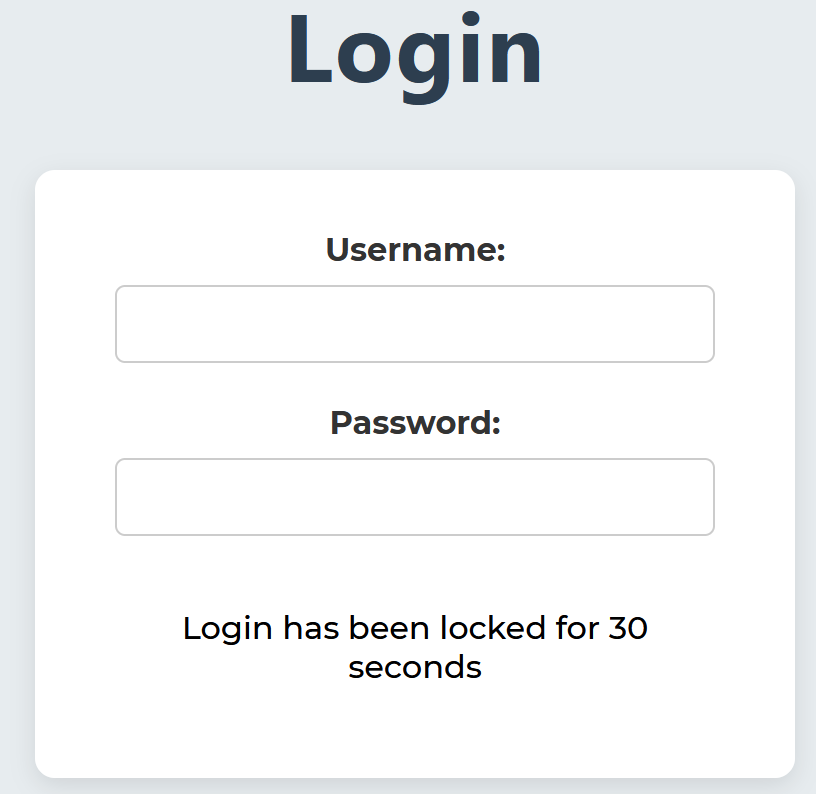 Login
Username:
Password:
Login has been locked for 30
seconds